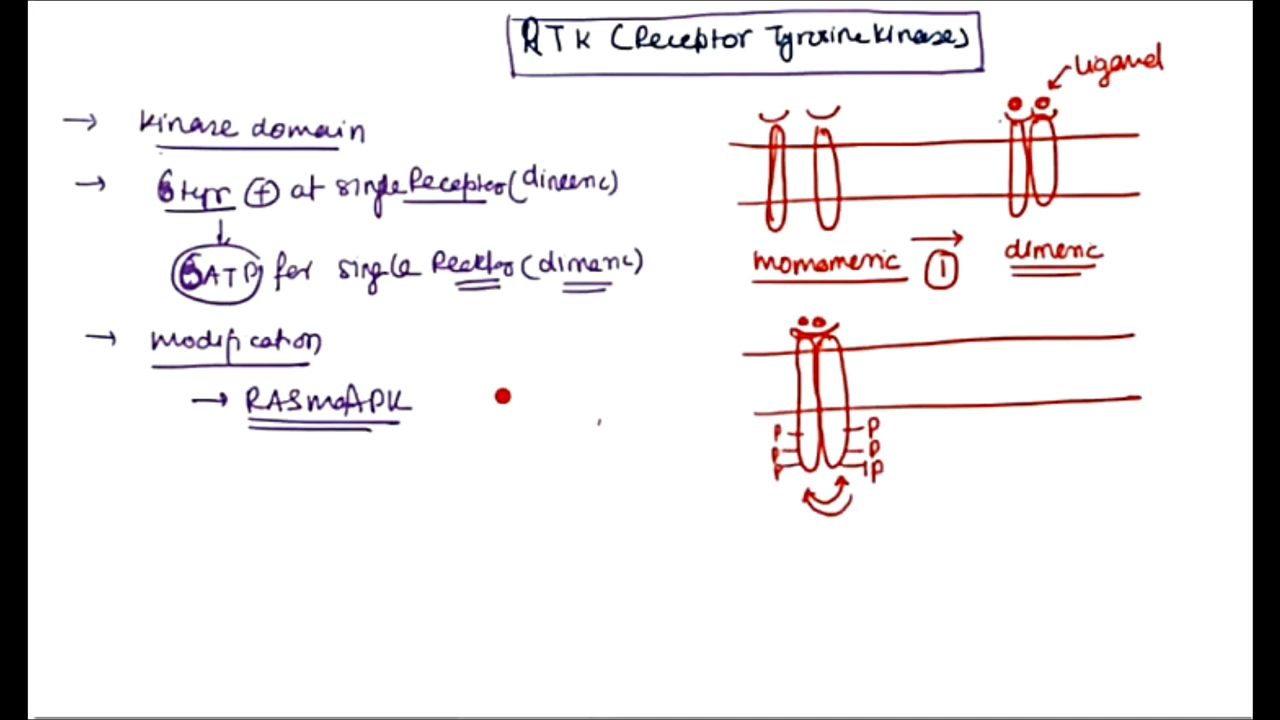 RTK (Receptor Tyrosine kinase)
→ kinase domain
→ 6 tyr + at single Receptor (dimeric)
6 ATP for single Receptor (dimeric)
→ modification
→ RASmAPK
ligand
momomeric → 1 dimeric
P P
P P
P P